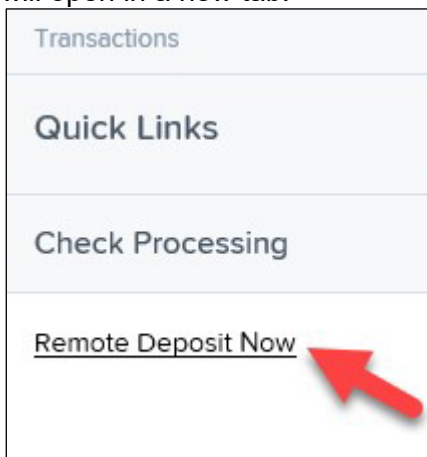 will open in a new tab.
Transactions
Quick Links
Check Processing
Remote Deposit Now